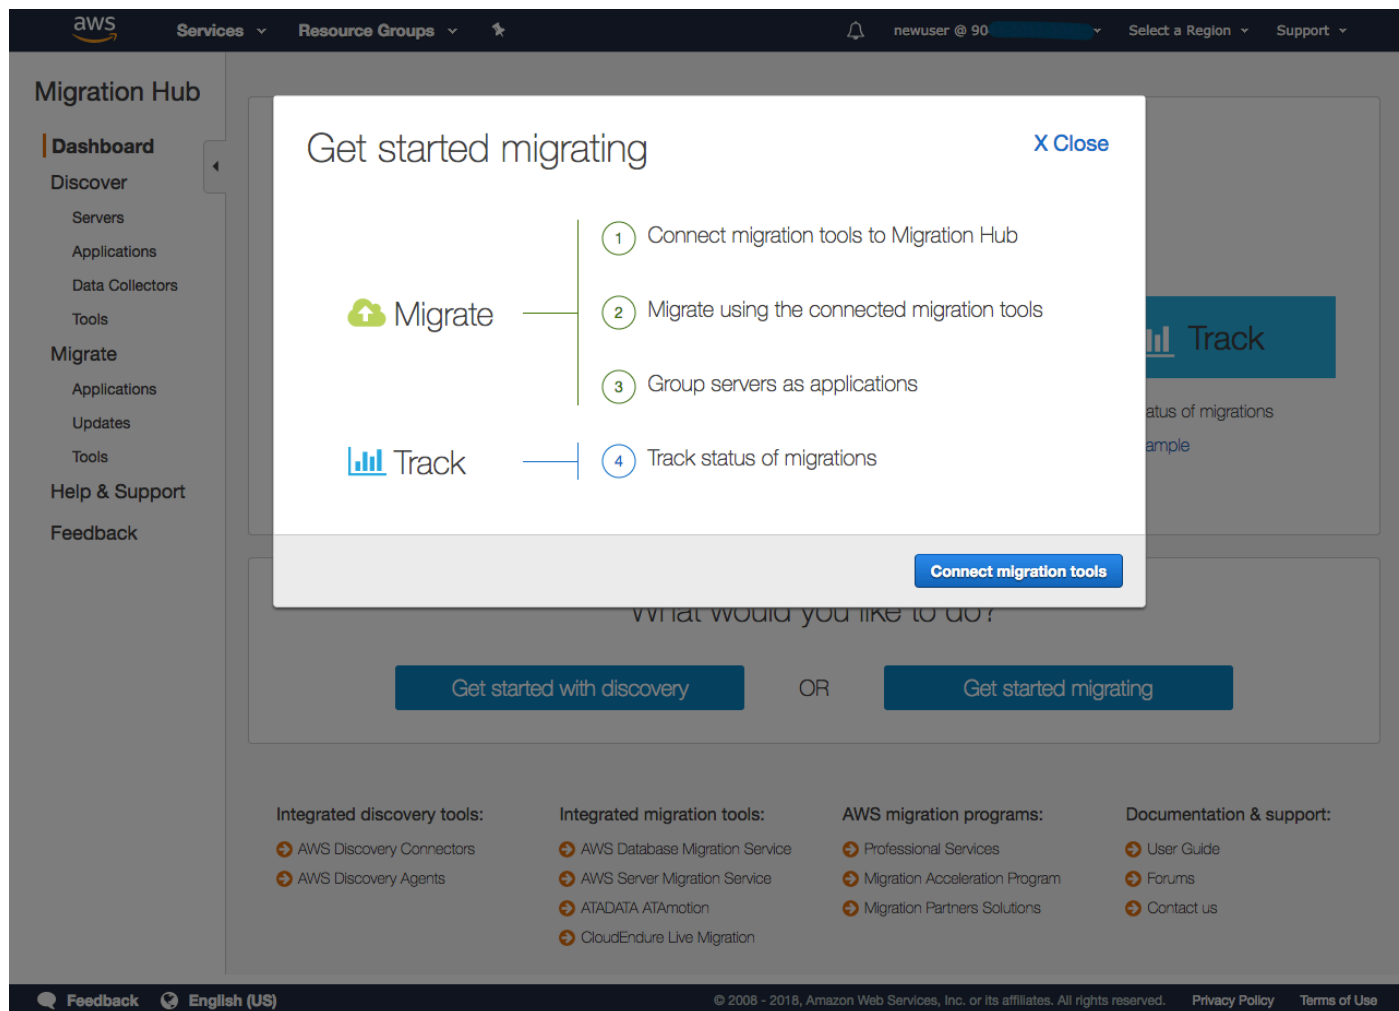 aws Services Resource Groups newuser @ 90 Select a Region Support
Migration Hub
Dashboard
Discover
Servers
Applications
Data Collectors
Tools
Migrate
Applications
Updates
Tools
Help & Support
Feedback
Get started migrating
X Close
Migrate
1 Connect migration tools to Migration Hub
2 Migrate using the connected migration tools
3 Group servers as applications
Track
4 Track status of migrations
Connect migration tools
Track
atus of migrations
ample
What would you like to do?
Get started with discovery OR Get started migrating
Integrated discovery tools:
AWS Discovery Connectors
AWS Discovery Agents
Integrated migration tools:
AWS Database Migration Service
AWS Server Migration Service
ATADATA ATAmotion
CloudEndure Live Migration
AWS migration programs:
Professional Services
Migration Acceleration Program
Migration Partners Solutions
Documentation & support:
User Guide
Forums
Contact us
Feedback English (US) © 2008 - 2018, Amazon Web Services, Inc. or its affiliates. All rights reserved. Privacy Policy Terms of Use